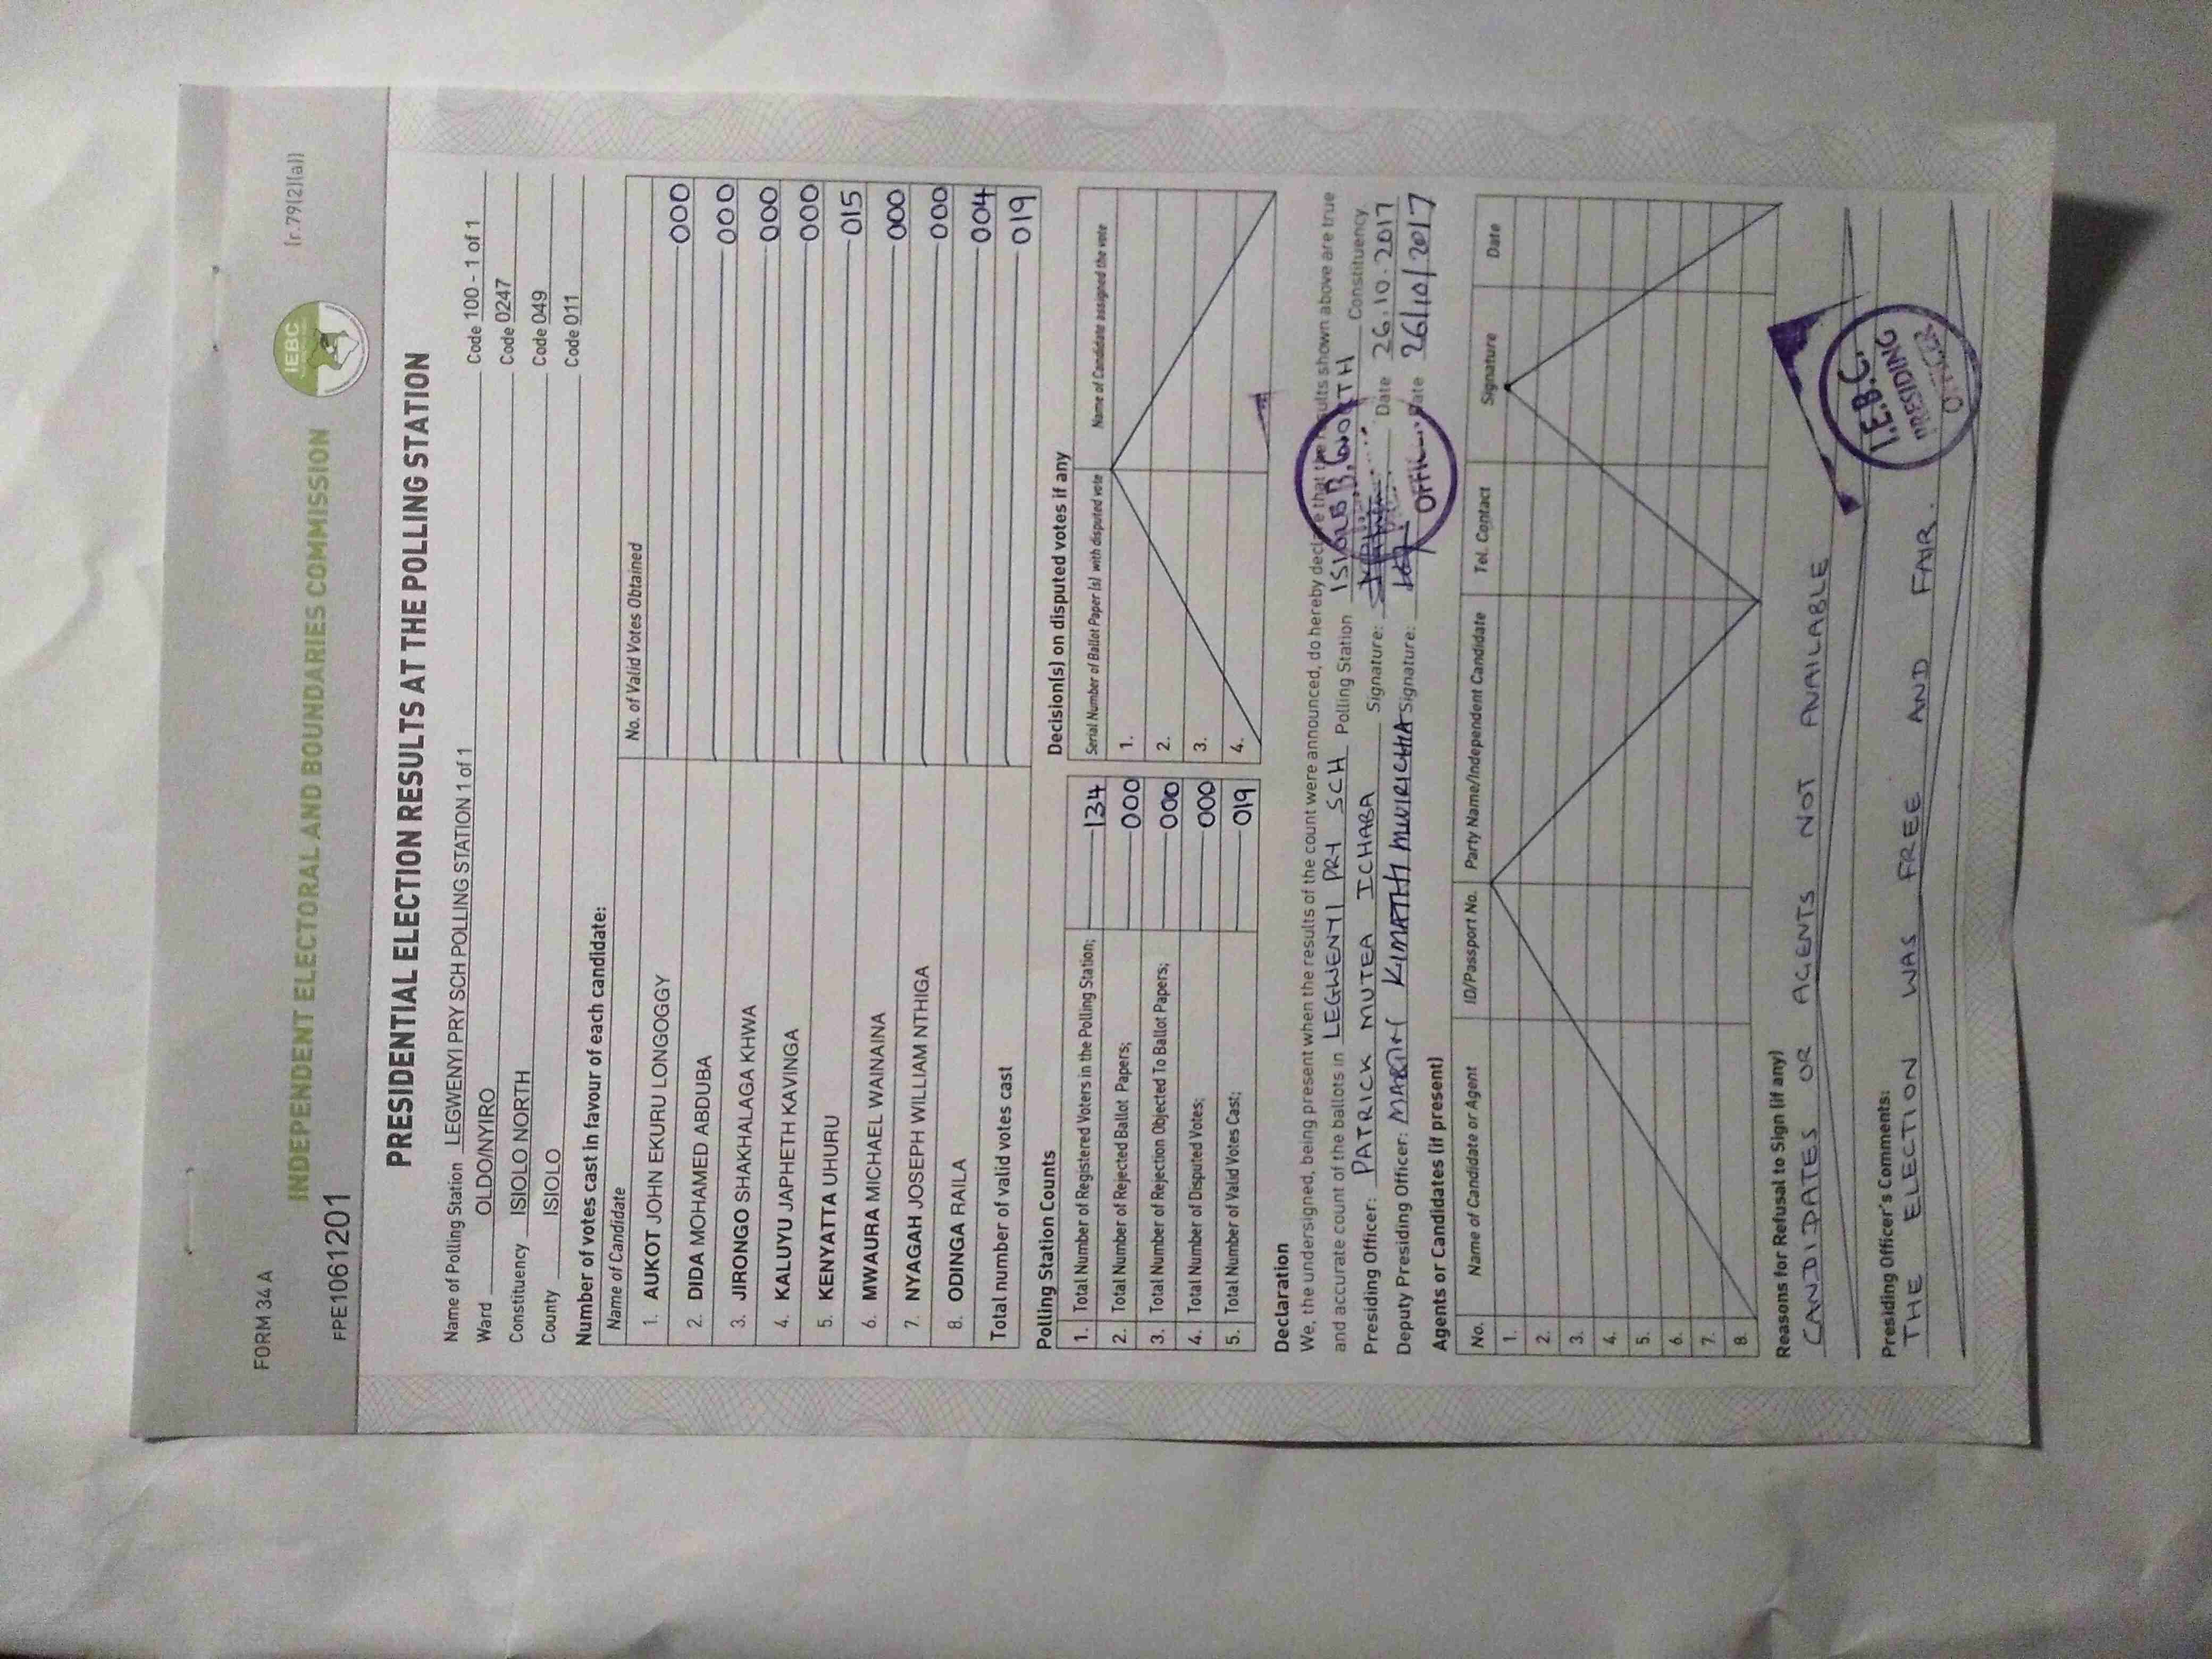 FORM 34 A
[r.79(2)(a)]
IEBC
INDEPENDENT ELECTORAL AND BOUNDARIES COMMISSION
FPE1061201
PRESIDENTIAL ELECTION RESULTS AT THE POLLING STATION
Name of Polling Station LEGWENYI PRY SCH POLLING STATION 1 of 1 Code 100 - 1 of 1
Ward OLDO/NYIRO Code 0247
Constituency ISIOLO NORTH Code 049
County ISIOLO Code 011
Number of votes cast in favour of each candidate:
Name of Candidate No. of Valid Votes Obtained
1. AUKOT JOHN EKURU LONGOGGY 000
2. DIDA MOHAMED ABDUBA 000
3. JIRONGO SHAKHALAGA KHWA 000
4. KALUYU JAPHETH KAVINGA 000
5. KENYATTA UHURU 015
6. MWAURA MICHAEL WAINAINA 000
7. NYAGAH JOSEPH WILLIAM NTHIGA 000
8. ODINGA RAILA 004
Total number of valid votes cast 019
Polling Station Counts
1. Total Number of Registered Voters in the Polling Station; 134
2. Total Number of Rejected Ballot Papers; 000
3. Total Number of Rejection Objected To Ballot Papers; 000
4. Total Number of Disputed Votes; 000
5. Total Number of Valid Votes Cast; 019
Decision(s) on disputed votes if any
Serial Number of Ballot Paper (s) with disputed vote Name of Candidate assigned the vote
1.
2.
3.
4.
Declaration
We, the undersigned, being present when the results of the count were announced, do hereby declare that the results shown above are true
and accurate count of the ballots in LEGWENYI PRY SCH Polling Station ISIOLO NORTH Constituency.
Presiding Officer: PATRICK MUTEA ICHABA Signature: Date 26.10.2017
Deputy Presiding Officer: KIMATHI MWIRICHIA Signature: Date 26/10/2017
Agents or Candidates (if present)
No. Name of Candidate or Agent ID/Passport No. Party Name/Independent Candidate Tel. Contact Signature Date
1.
2.
3.
4.
5.
6.
7.
8.
Reasons for Refusal to Sign (if any)
CANDIDATES OR AGENTS NOT AVAILABLE
Presiding Officer's Comments:
THE ELECTION WAS FREE AND FAIR.
I.E.B.C.
PRESIDING
OFFICER